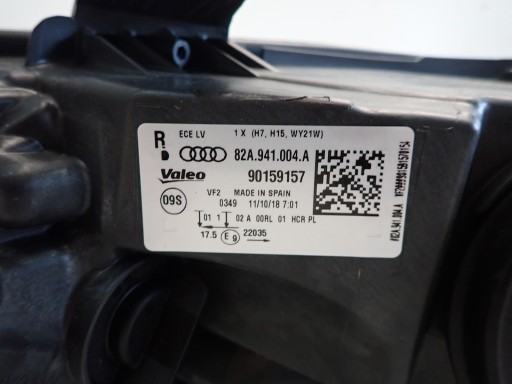 R ECE LV 1 X (H7, H15, WY21W)
D 82A.941.004.A
Valeo 90159157
09S VF2 MADE IN SPAIN
0349 11/10/18 7:01
01 1 02 A 00RL 01 HCR PL
17.5 E9 22035